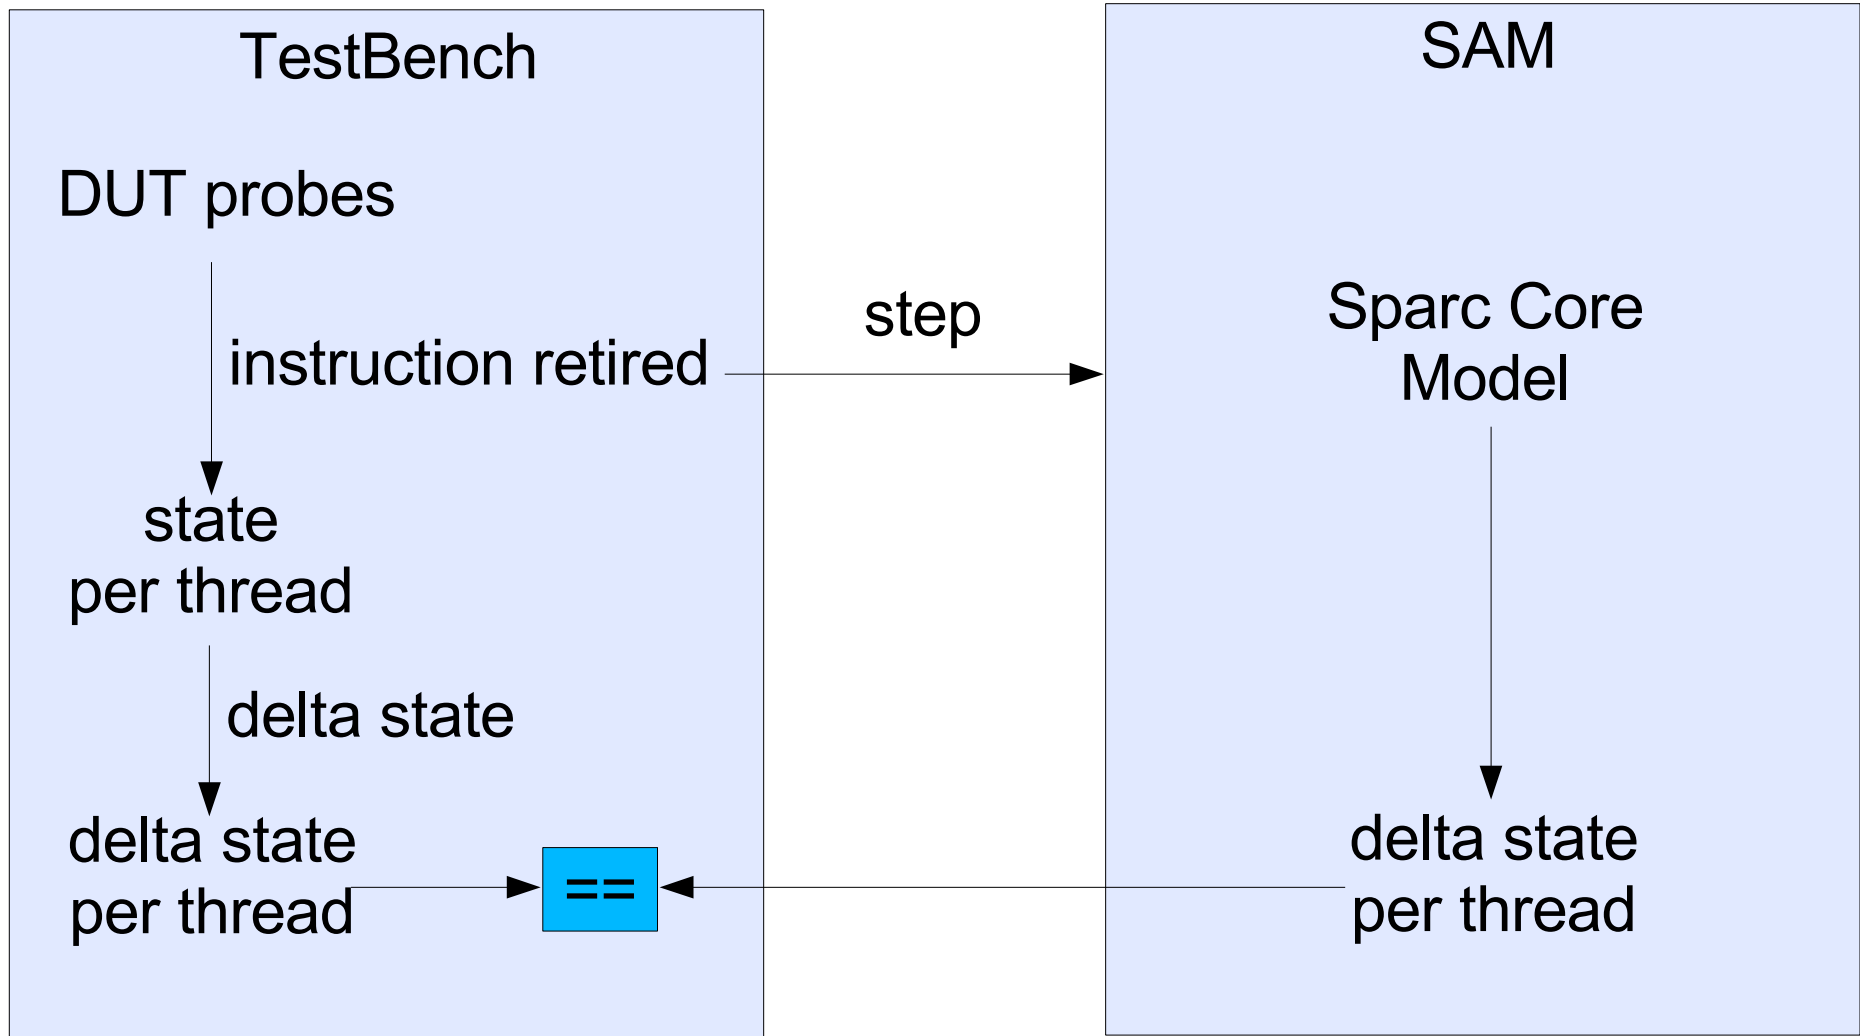 TestBench
DUT probes
instruction retired
state
per thread
delta state
delta state
per thread
==
step
SAM
Sparc Core
Model
delta state
per thread